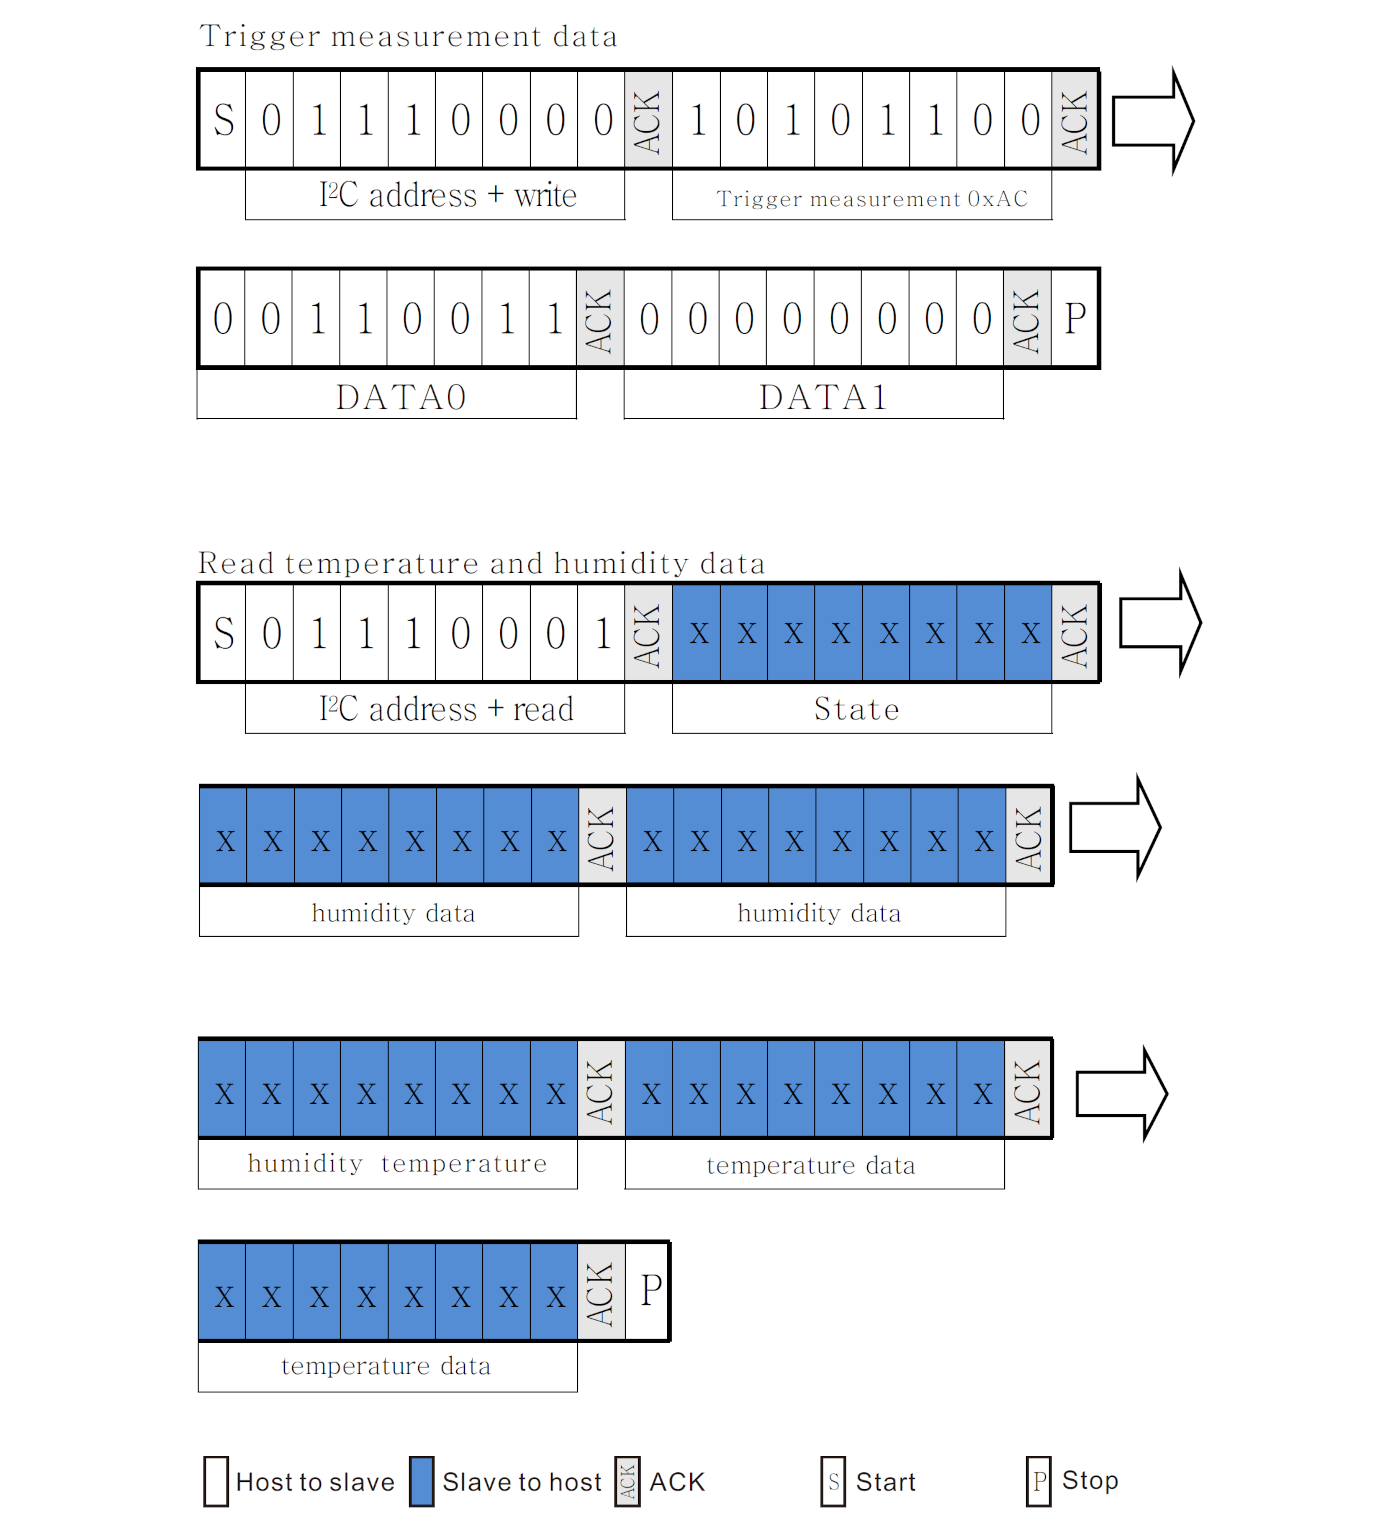 Trigger measurement data
S 0 1 1 1 0 0 0 0 ACK 1 0 1 0 1 1 0 0 ACK
I²C address + write Trigger measurement 0xAC
0 0 1 1 0 0 1 1 ACK 0 0 0 0 0 0 0 0 ACK P
DATA0 DATA1
Read temperature and humidity data
S 0 1 1 1 0 0 0 1 ACK x x x x x x x x ACK
I²C address + read State
x x x x x x x x ACK x x x x x x x x ACK
humidity data humidity data
x x x x x x x x ACK x x x x x x x x ACK
humidity temperature temperature data
x x x x x x x x ACK P
temperature data
Host to slave Slave to host ACK ACK S Start P Stop